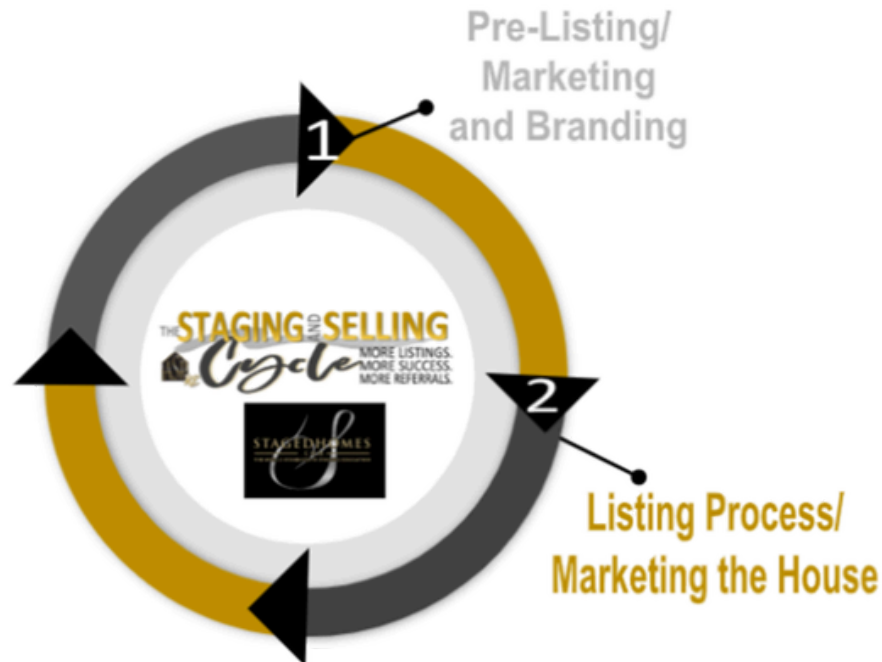 Pre-Listing/
Marketing
and Branding
1
THE STAGING AND SELLING
Cycle
MORE LISTINGS.
MORE SUCCESS.
MORE REFERRALS.
STAGEDHOMES
2
Listing Process/
Marketing the House